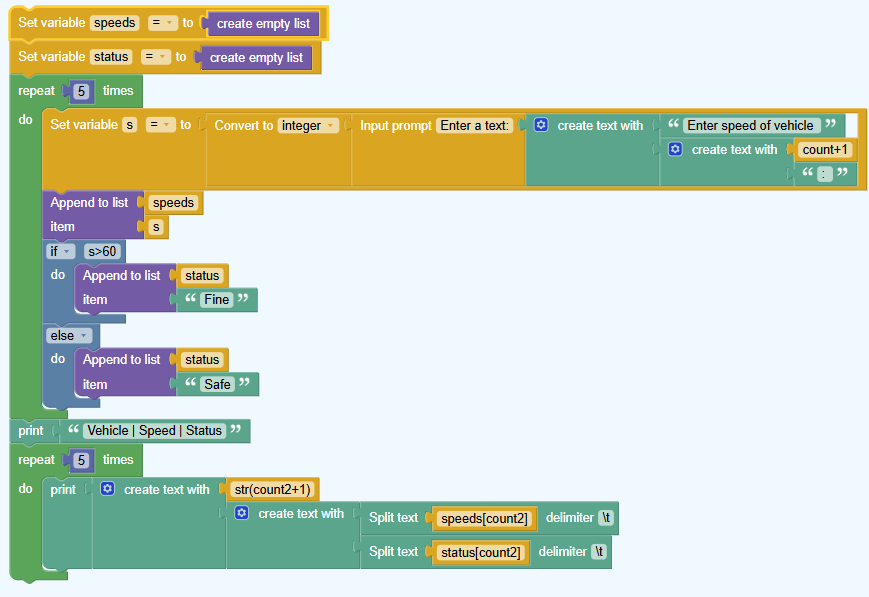 Set variable speeds = to create empty list
Set variable status = to create empty list
repeat 5 times
do Set variable s = to Convert to integer Input prompt Enter a text: create text with “ Enter speed of vehicle ”
create text with count+1
“ : ”
Append to list speeds
item s
if s>60
do Append to list status
item “ Fine ”
else
do Append to list status
item “ Safe ”
print “ Vehicle | Speed | Status ”
repeat 5 times
do print create text with str(count2+1)
create text with Split text speeds[count2] delimiter \t
Split text status[count2] delimiter \t